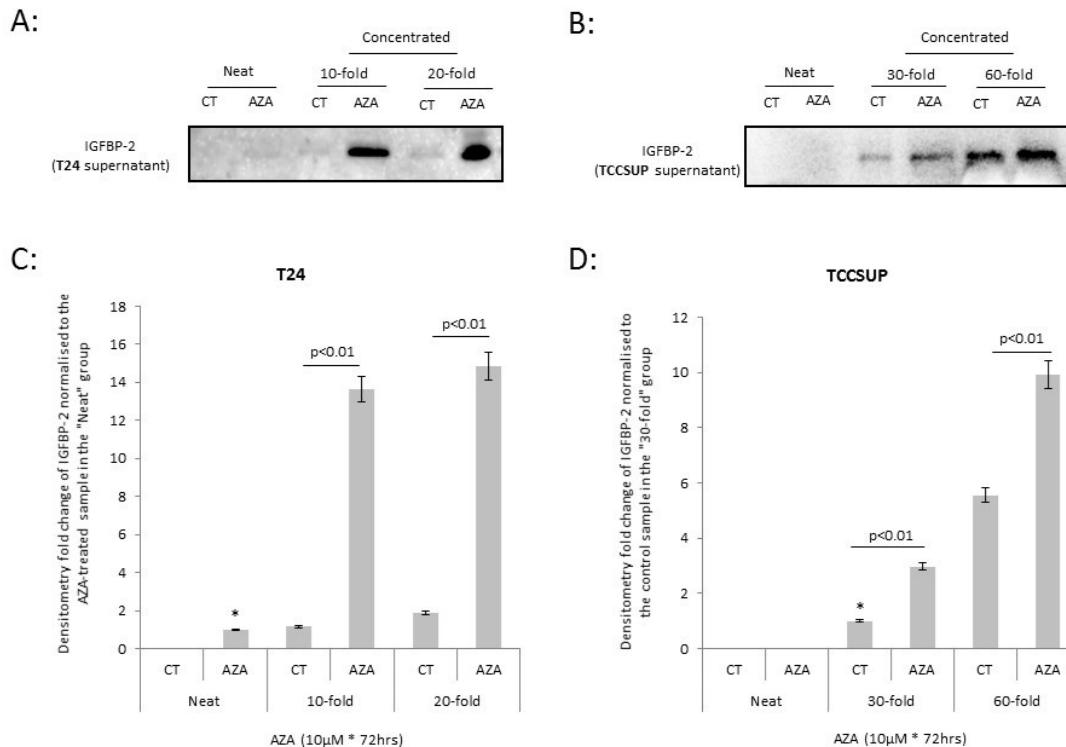 A:
Concentrated
Neat 10-fold 20-fold
CT AZA CT AZA CT AZA
IGFBP-2
(T24 supernatant)
B:
Concentrated
Neat 30-fold 60-fold
CT AZA CT AZA CT AZA
IGFBP-2
(TCCSUP supernatant)
C:
T24
Densitometry fold change of IGFBP-2 normalised to the
AZA-treated sample in the "Neat" group
18
16
14
12
10
8
6
4
2
0
*
p<0.01
p<0.01
CT AZA CT AZA CT AZA
Neat 10-fold 20-fold
AZA (10µM * 72hrs)
D:
TCCSUP
Densitometry fold change of IGFBP-2 normalised to
the control sample in the "30-fold" group
12
10
8
6
4
2
0
*
p<0.01
p<0.01
CT AZA CT AZA CT AZA
Neat 30-fold 60-fold
AZA (10µM * 72hrs)